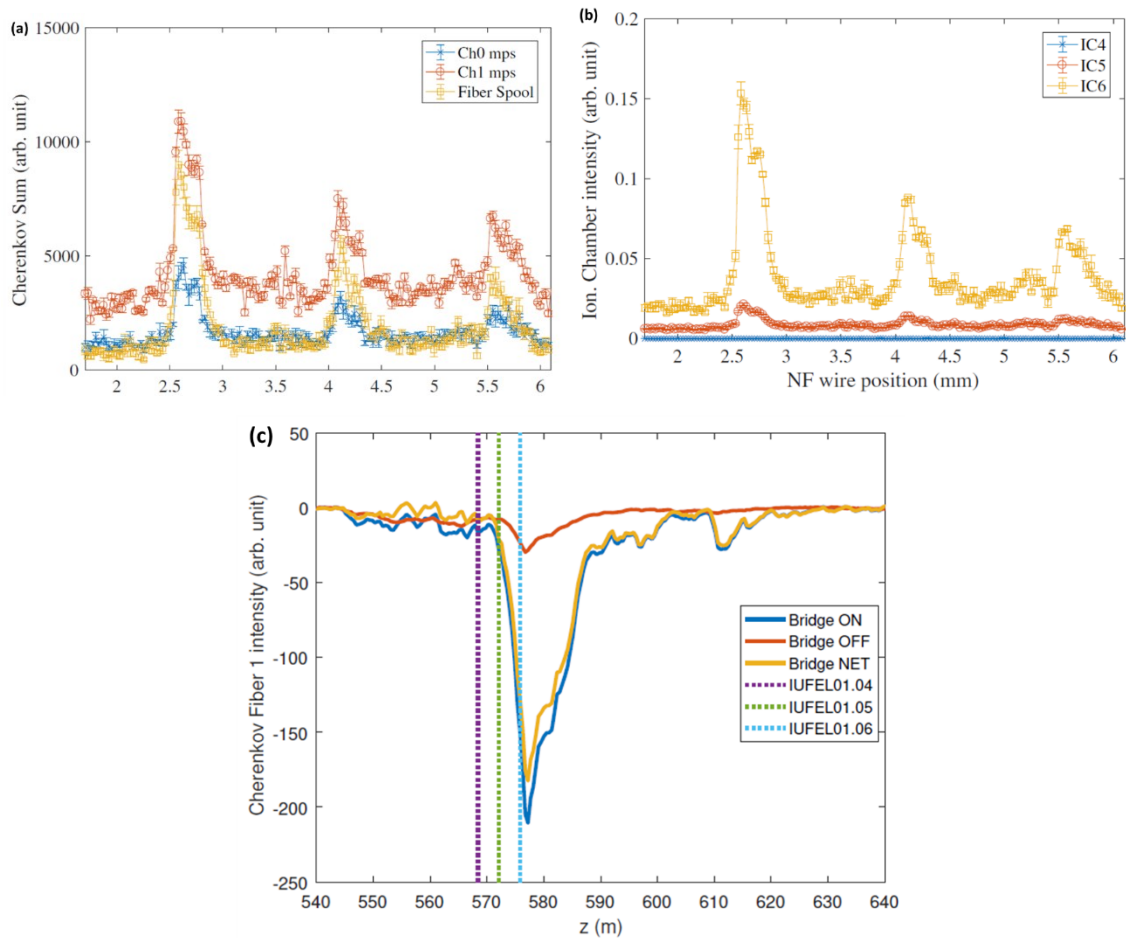 (a)
15000
10000
5000
0
Cherenkov Sum (arb. unit)
Ch0 mps
Ch1 mps
Fiber Spool
2 2.5 3 3.5 4 4.5 5 5.5 6
(b)
0.2
0.15
0.1
0.05
0
Ion. Chamber intensity (arb. unit)
IC4
IC5
IC6
2 2.5 3 3.5 4 4.5 5 5.5 6
NF wire position (mm)
(c)
50
0
-50
-100
-150
-200
-250
Cherenkov Fiber 1 intensity (arb. unit)
Bridge ON
Bridge OFF
Bridge NET
IUFEL01.04
IUFEL01.05
IUFEL01.06
540 550 560 570 580 590 600 610 620 630 640
z (m)